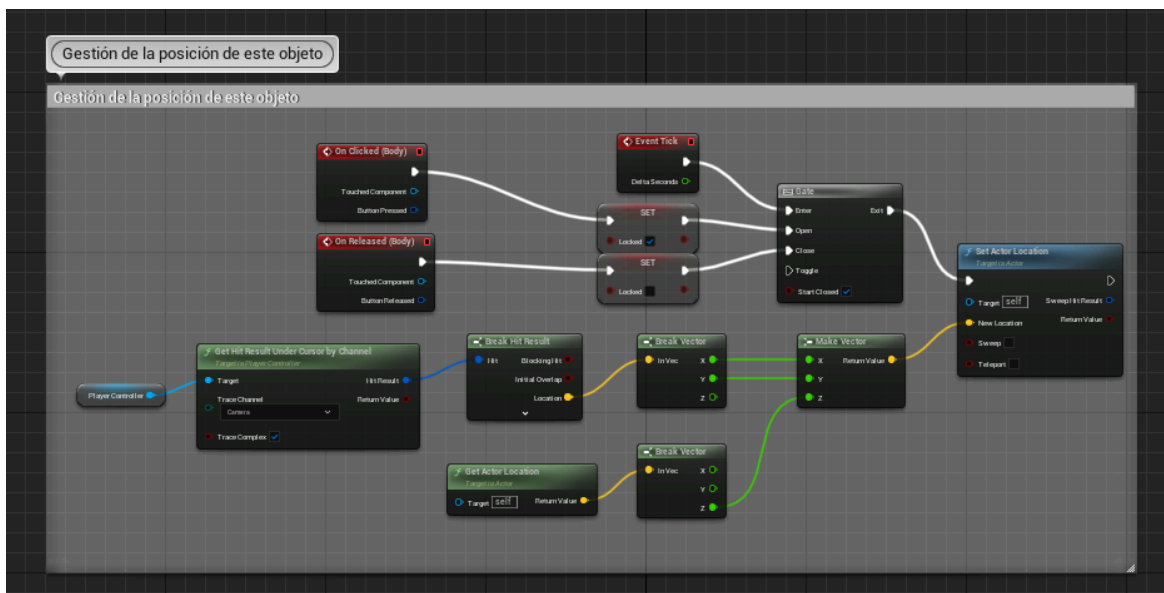 Gestión de la posición de este objeto
Gestión de la posición de este objeto
On Clicked (Body)
Touched Component
Button Pressed
Event Tick
Delta Seconds
SET
Locked
On Released (Body)
Touched Component
Button Released
SET
Locked
Gate
Enter
Exit
Open
Close
Toggle
Start Closed
Set Actor Location
Target is Actor
Target self
Sweep Hit Result
New Location
Return Value
Sweep
Teleport
Player Controller
Get Hit Result Under Cursor by Channel
Target is Player Controller
Target
Hit Result
Trace Channel
Return Value
Camera
Trace Complex
Break Hit Result
Hit
Blocking Hit
Initial Overlap
Location
Break Vector
In Vec
X
Y
Z
Make Vector
X
Return Value
Y
Z
Get Actor Location
Target is Actor
Target self
Return Value
Break Vector
In Vec
X
Y
Z